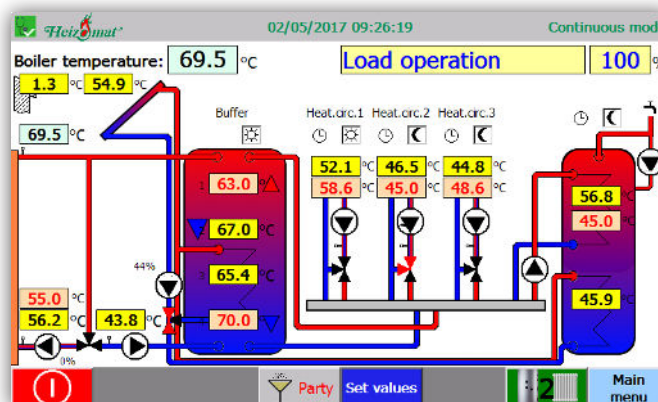 Heizomat 02/05/2017 09:26:19 Continuous mod
Boiler temperature: 69.5 °C Load operation 100 %
1.3 °C 54.9 °C
Buffer Heat.circ.1 Heat.circ.2 Heat.circ.3
69.5 °C
52.1 °C 46.5 °C 44.8 °C
58.6 °C 45.0 °C 48.6 °C
1 63.0 °C
56.8 °C
45.0 °C
67.0 °C
44% 3 65.4 °C
55.0 °C
56.2 °C 43.8 °C 70.0 °C 45.9 °C
0%
Party Set values 2 Main
menu